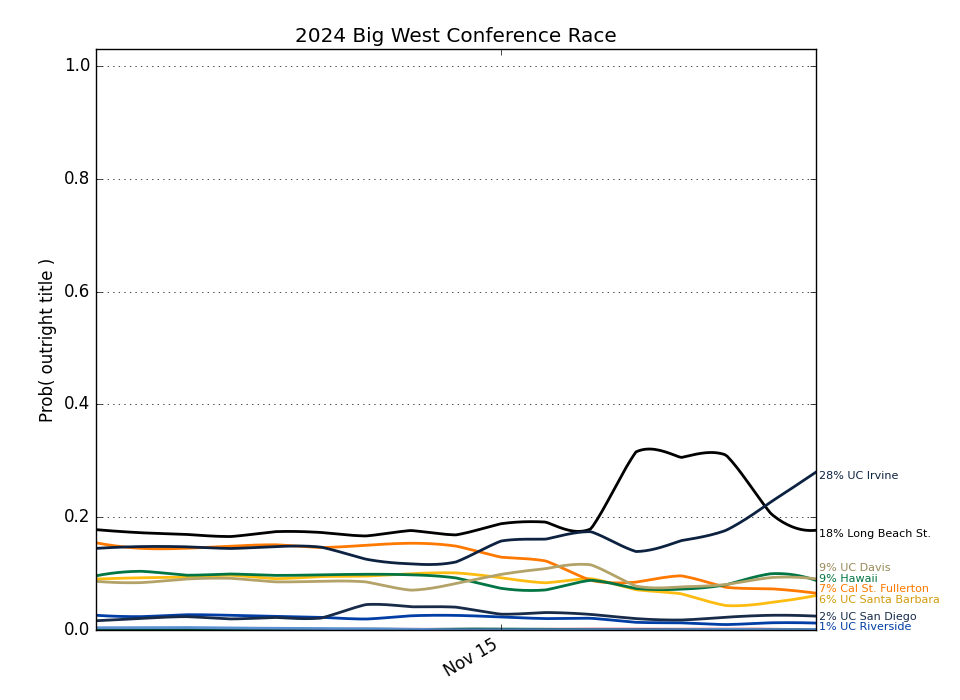 2024 Big West Conference Race
Prob( outright title )
1.0
0.8
0.6
0.4
0.2
0.0
Nov 15
28% UC Irvine
18% Long Beach St.
9% UC Davis
9% Hawaii
7% Cal St. Fullerton
6% UC Santa Barbara
2% UC San Diego
1% UC Riverside